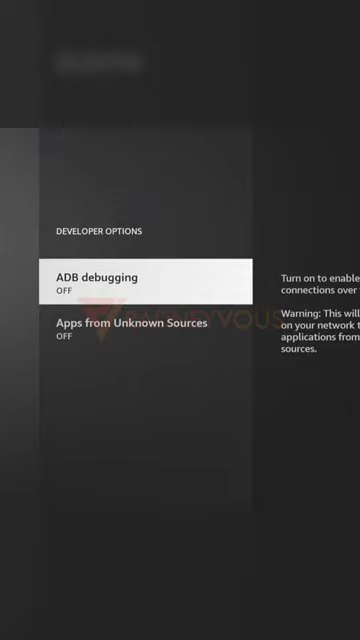 DEVELOPER OPTIONS
ADB debugging
OFF
Turn on to enable
connections over
Warning: This will
on your network t
applications from
sources.
Apps from Unknown Sources
OFF